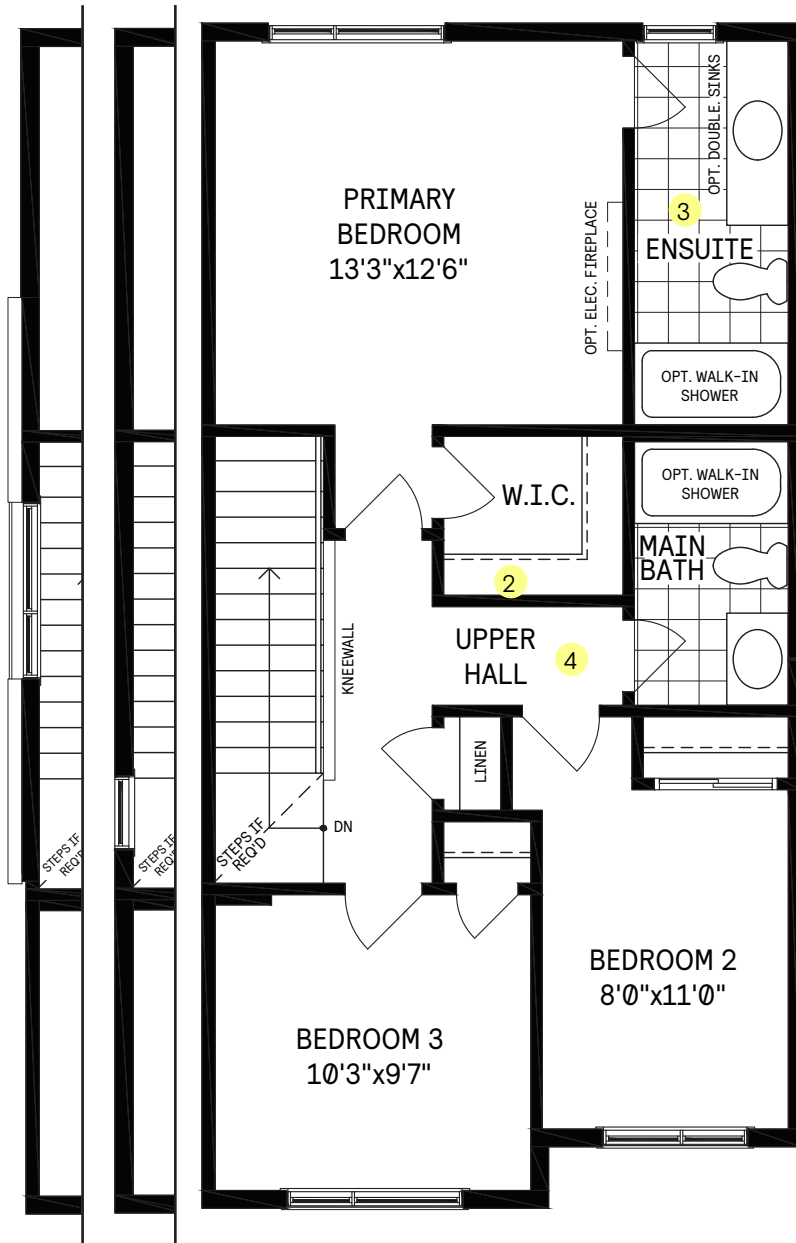 PRIMARY
BEDROOM
13'3"x12'6"
OPT. ELEC. FIREPLACE
OPT. DOUBLE. SINKS
3
ENSUITE
OPT. WALK-IN
SHOWER
OPT. WALK-IN
SHOWER
W.I.C.
MAIN
BATH
2
UPPER
HALL
4
KNEEWALL
LINEN
DN
STEPS IF
REQ'D
STEPS IF
REQ'D
STEPS IF
REQ'D
BEDROOM 2
8'0"x11'0"
BEDROOM 3
10'3"x9'7"